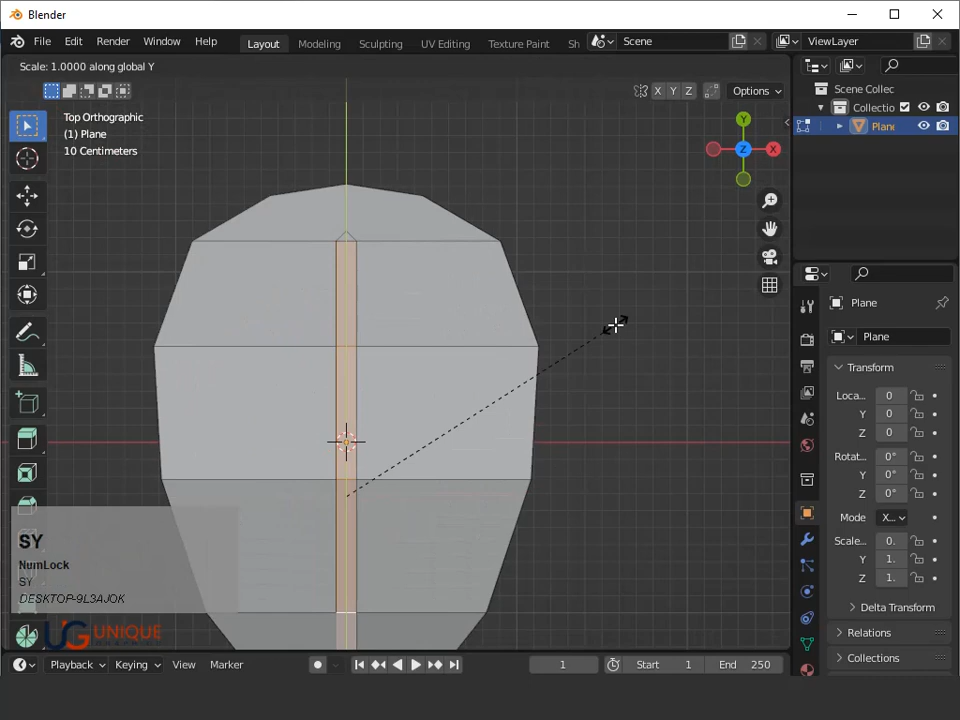 Blender
File Edit Render Window Help
Layout Modeling Sculpting UV Editing Texture Paint Sh
Scene
ViewLayer
Scale: 1.0000 along global Y
X Y Z
Options
Top Orthographic
(1) Plane
10 Centimeters
Y
Z
X
Scene Collec
Collectio
Plane
Plane
Plane
Transform
Loca... 0
Y 0
Z 0
Rotat... 0°
Y 0°
Z 0°
Mode X...
Scale... 0.
Y 1.
Z 1.
Delta Transform
Relations
Collections
SY
NumLock
SY
DESKTOP-9L3AJOK
UG UNIQUE
Playback Keying View Marker
1
Start 1
End 250